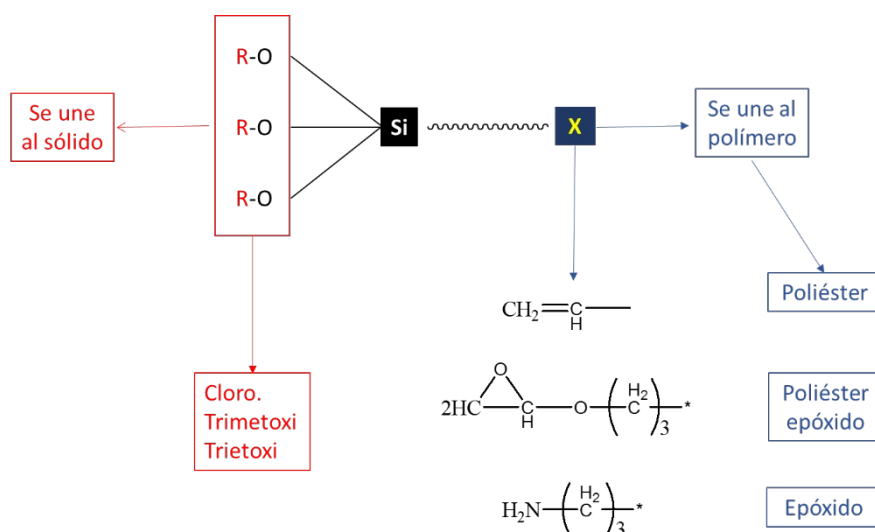 R-O
Se une
al sólido
R-O
Si
X
Se une al
polímero
R-O
CH2=CH
Poliéster
Cloro.
Trimetoxi
Trietoxi
O
2HC CH O (CH2)3 *
Poliéster
epóxido
H2N (CH2)3 *
Epóxido